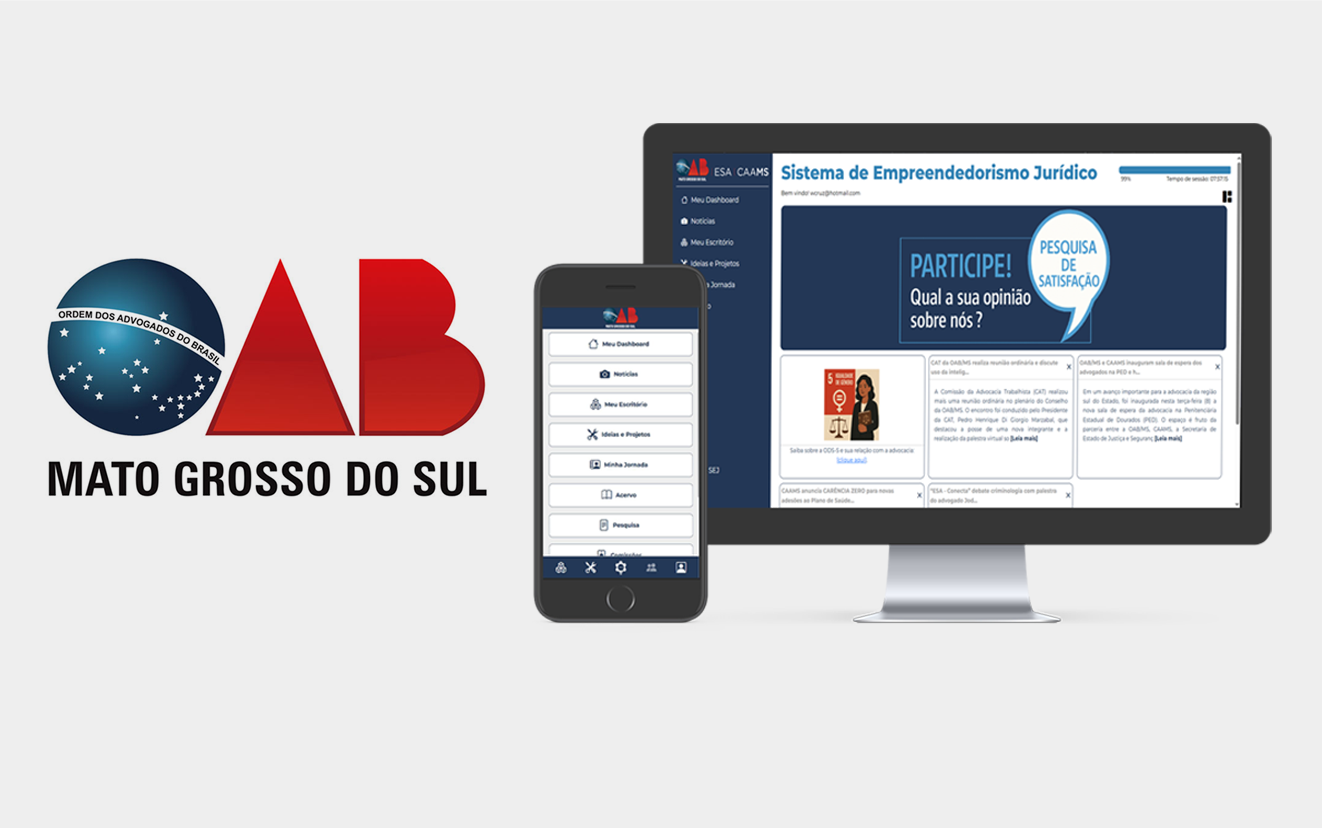 ORDEM DOS ADVOGADOS DO BRASIL
OAB
MATO GROSSO DO SUL
OAB
MATO GROSSO DO SUL
Meu Dashboard
Notícias
Meu Escritório
Ideias e Projetos
Minha Jornada
Acervo
Pesquisa
Comissões
OAB
MATO GROSSO DO SUL
ESA CAAMS
Meu Dashboard
Notícias
Meu Escritório
Ideias e Projetos
Jornada
SEJ
Sistema de Empreendedorismo Jurídico
99%
Tempo de sessão: 07:57:15
Bem vindo! wcruz@hotmail.com
PARTICIPE!
Qual a sua opinião
sobre nós ?
PESQUISA
DE
SATISFAÇÃO
5 IGUALDADE
DE GÊNERO
Saiba sobre a ODS-5 e sua relação com a advocacia
(clique aqui).
CAT da OAB/MS realiza reunião ordinária e discute
uso da intelig...
X
A Comissão da Advocacia Trabalhista (CAT) realizou
mais uma reunião ordinária no plenário do Conselho
da OAB/MS. O encontro foi conduzido pelo Presidente
da CAT, Pedro Henrique Di Giorgio Marzabal, que
destacou a posse de uma nova integrante e a
realização da palestra virtual so [Leia mais]
OAB/MS e CAAMS inauguram sala de espera dos
advogados na PED e h...
X
Em um avanço importante para a advocacia da região
sul do Estado, foi inaugurada nesta terça-feira (8) a
nova sala de espera da advocacia na Penitenciária
Estadual de Dourados (PED). O espaço é fruto da
parceria entre a OAB/MS, CAAMS, a Secretaria de
Estado de Justiça e Seguranç [Leia mais]
CAAMS anuncia CARÊNCIA ZERO para novas
adesões ao Plano de Saúde...
X
"ESA - Conecta" debate criminologia com palestra
do advogado Jod...
X